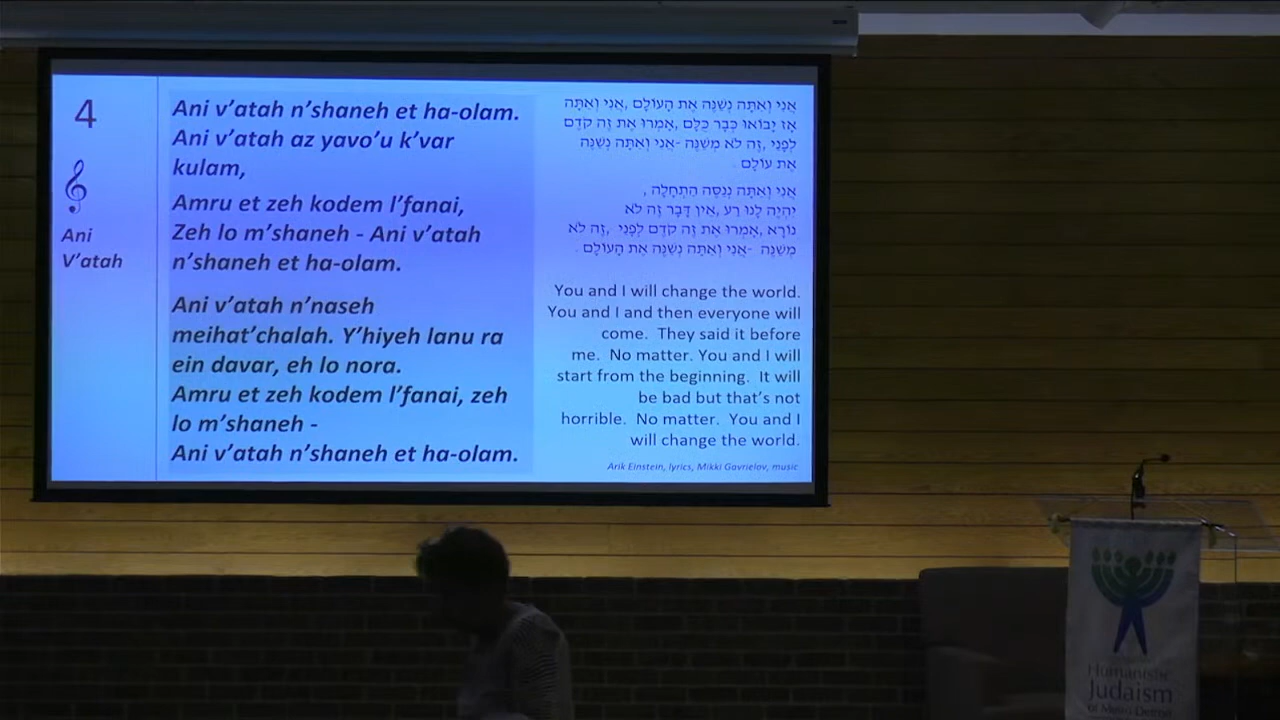 4
Ani
V’atah
Ani v’atah n’shaneh et ha-olam.
Ani v’atah az yavo’u k’var
kulam,
Amru et zeh kodem l’fanai,
Zeh lo m’shaneh - Ani v’atah
n’shaneh et ha-olam.
Ani v’atah n’naseh
meihat’chalah. Y’hiyeh lanu ra
ein davar, eh lo nora.
Amru et zeh kodem l’fanai, zeh
lo m’shaneh -
Ani v’atah n’shaneh et ha-olam.
אֲנִי וְאַתָּה נְשַׁנֶּה אֶת הָעוֹלָם, אֲנִי וְאַתָּה
אָז יָבוֹאוּ כְּבָר כֻּלָּם, אָמְרוּ אֶת זֶה קֹדֶם
לְפָנַי, זֶה לֹא מְשַׁנֶּה -אֲנִי וְאַתָּה נְשַׁנֶּה
אֶת עוֹלָם.
אֲנִי וְאַתָּה נְנַסֶּה הַתְחָלָה,
יִהְיֶה לָנוּ רַע, אֵין דָּבָר זֶה לֹא
נוֹרָא, אָמְרוּ אֶת זֶה קֹדֶם לְפָנַי, זֶה לֹא
מְשַׁנֶּה -אֲנִי וְאַתָּה נְשַׁנֶּה אֶת הָעוֹלָם.
You and I will change the world.
You and I and then everyone will
come. They said it before
me. No matter. You and I will
start from the beginning. It will
be bad but that’s not
horrible. No matter. You and I
will change the world.
Arik Einstein, lyrics, Mikki Gavrielov, music
Humanistic
Judaism
of Metro Detroit